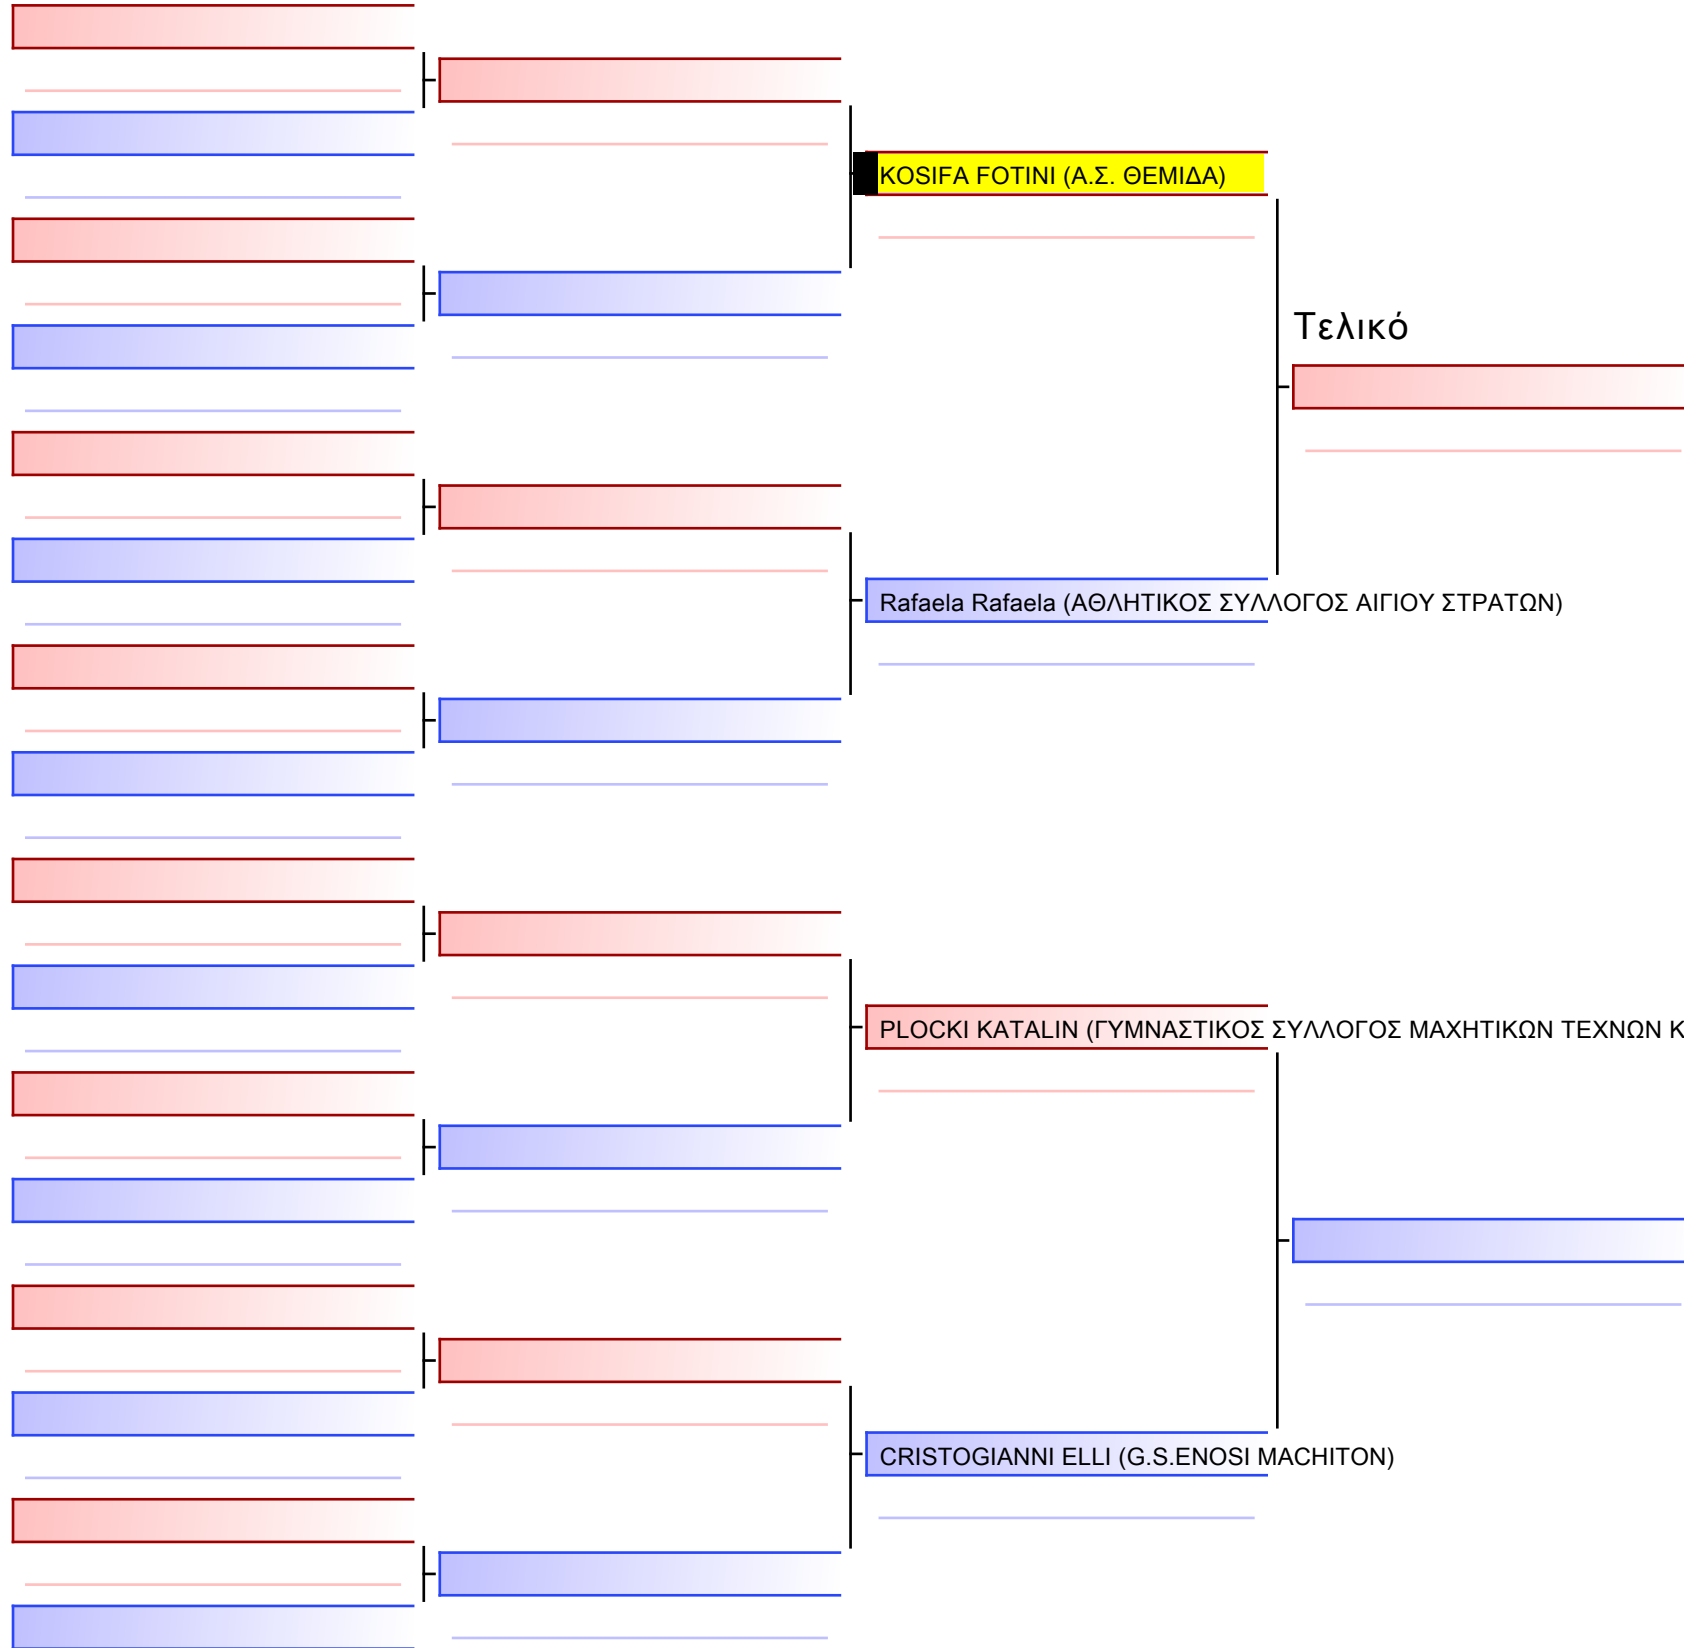 KOSIFA FOTINI (Α.Σ. ΘΕΜΙΔΑ)
Τελικό
Rafaela Rafaela (ΑΘΛΗΤΙΚΟΣ ΣΥΛΛΟΓΟΣ ΑΙΓΙΟΥ ΣΤΡΑΤΩΝ)
PLOCKI KATALIN (ΓΥΜΝΑΣΤΙΚΟΣ ΣΥΛΛΟΓΟΣ ΜΑΧΗΤΙΚΩΝ ΤΕΧΝΩΝ Κ
CRISTOGIANNI ELLI (G.S.ENOSI MACHITON)